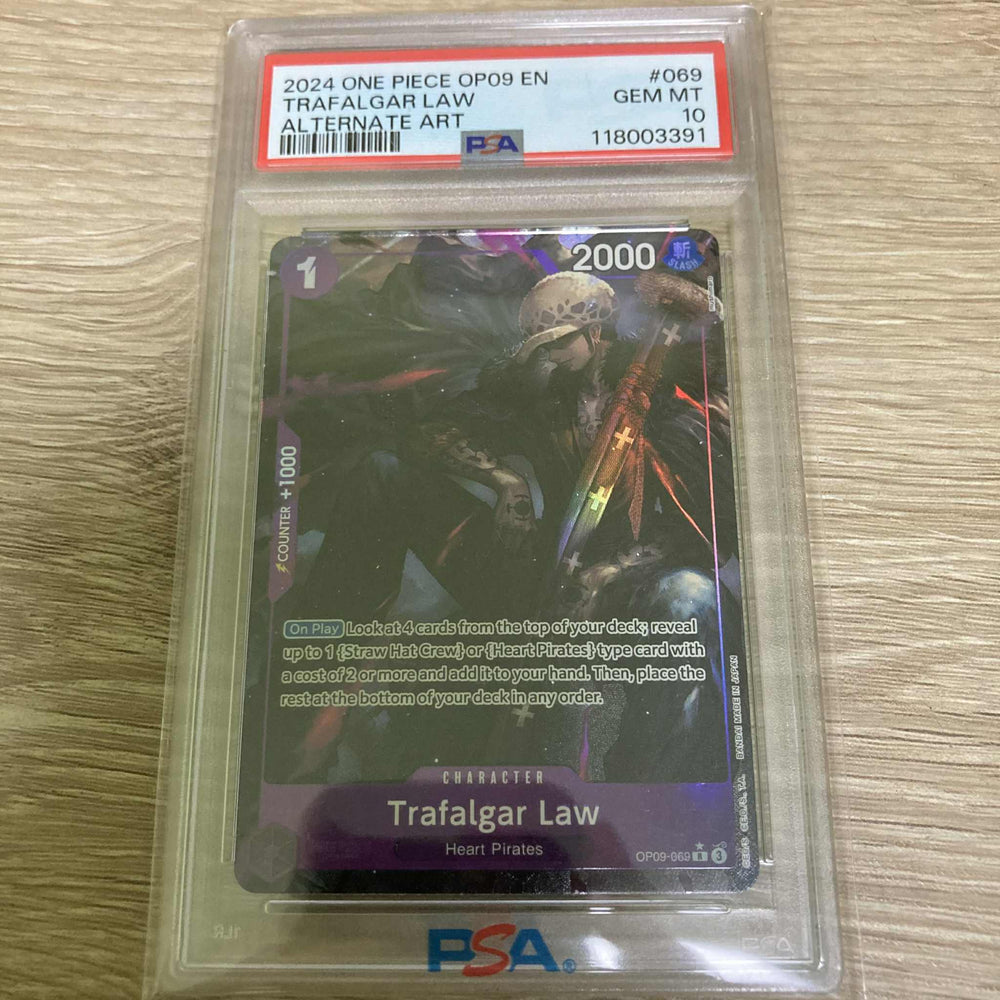 2024 ONE PIECE OP09 EN
#069
TRAFALGAR LAW
GEM MT
ALTERNATE ART
10
PSA
118003391
1
2000
斬
SLASH
⚡COUNTER +1000
On Play Look at 4 cards from the top of your deck; reveal
up to 1 {Straw Hat Crew} or {Heart Pirates} type card with
a cost of 2 or more and add it to your hand. Then, place the
rest at the bottom of your deck in any order.
BANDAI MADE IN JAPAN
CHARACTER
Trafalgar Law
Heart Pirates
OP09-069 R 3
PSA®